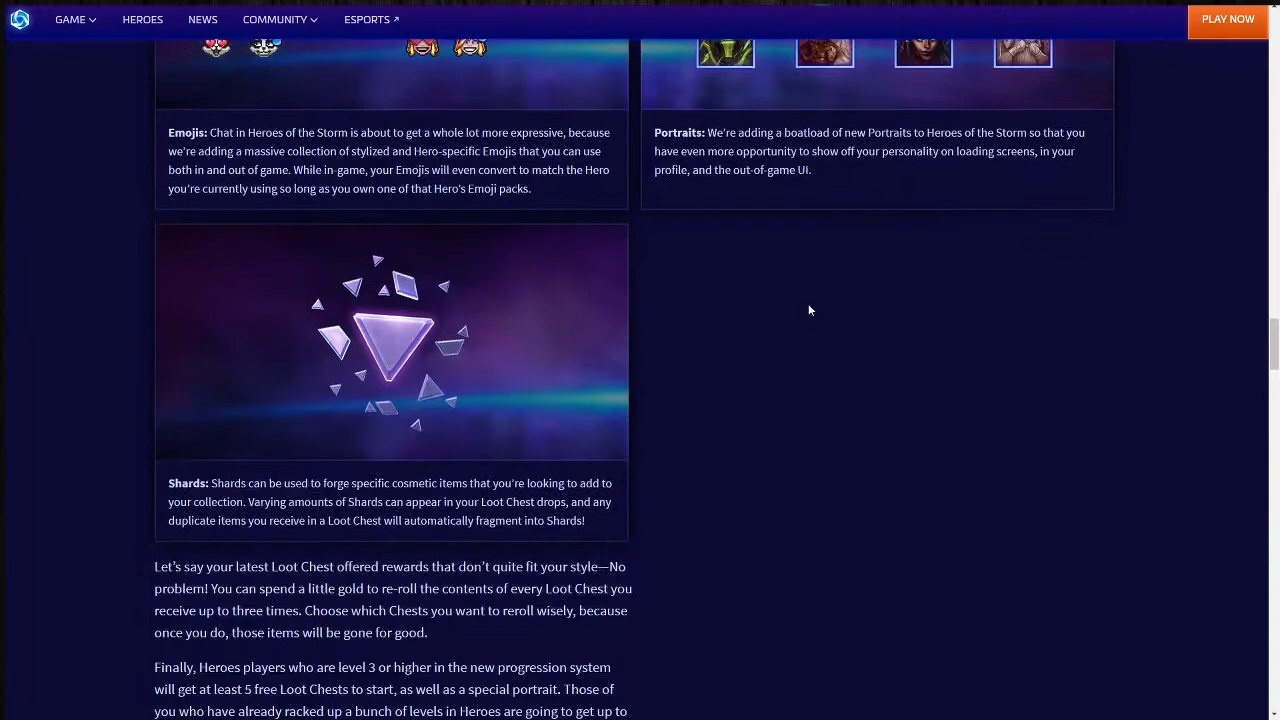 GAME HEROES NEWS COMMUNITY ESPORTS PLAY NOW
Emojis: Chat in Heroes of the Storm is about to get a whole lot more expressive, because
we're adding a massive collection of stylized and Hero-specific Emojis that you can use
both in and out of game. While in-game, your Emojis will even convert to match the Hero
you're currently using so long as you own one of that Hero's Emoji packs.
Portraits: We're adding a boatload of new Portraits to Heroes of the Storm so that you
have even more opportunity to show off your personality on loading screens, in your
profile, and the out-of-game UI.
Shards: Shards can be used to forge specific cosmetic items that you're looking to add to
your collection. Varying amounts of Shards can appear in your Loot Chest drops, and any
duplicate items you receive in a Loot Chest will automatically fragment into Shards!
Let's say your latest Loot Chest offered rewards that don't quite fit your style—No
problem! You can spend a little gold to re-roll the contents of every Loot Chest you
receive up to three times. Choose which Chests you want to reroll wisely, because
once you do, those items will be gone for good.
Finally, Heroes players who are level 3 or higher in the new progression system
will get at least 5 free Loot Chests to start, as well as a special portrait. Those of
you who have already racked up a bunch of levels in Heroes are going to get up to